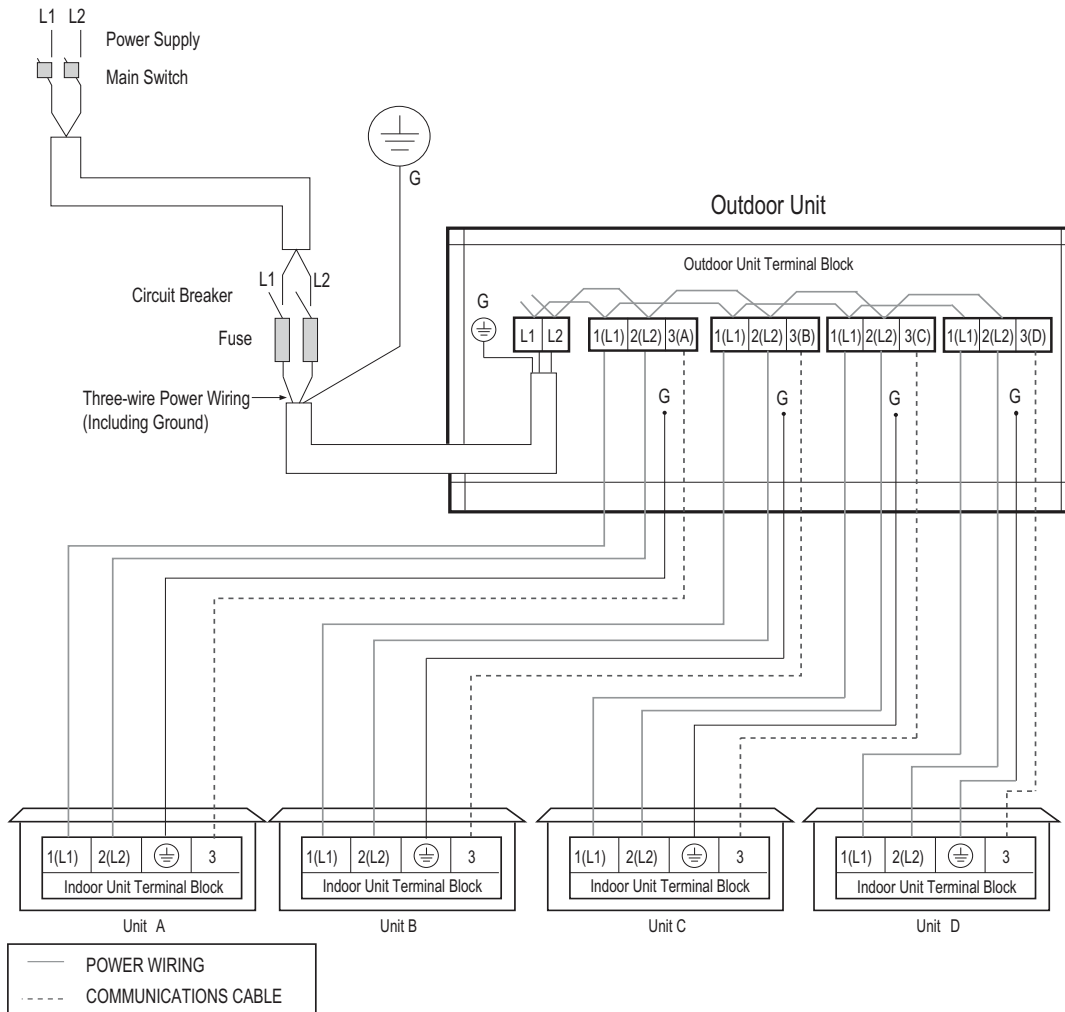 L1 L2
Power Supply
Main Switch
G
Outdoor Unit
Outdoor Unit Terminal Block
L1 L2
Circuit Breaker
Fuse
G
L1 L2 1(L1) 2(L2) 3(A) 1(L1) 2(L2) 3(B) 1(L1) 2(L2) 3(C) 1(L1) 2(L2) 3(D)
Three-wire Power Wiring
(Including Ground)
G G G G
1(L1) 2(L2) 3
Indoor Unit Terminal Block
Unit A
1(L1) 2(L2) 3
Indoor Unit Terminal Block
Unit B
1(L1) 2(L2) 3
Indoor Unit Terminal Block
Unit C
1(L1) 2(L2) 3
Indoor Unit Terminal Block
Unit D
POWER WIRING
COMMUNICATIONS CABLE